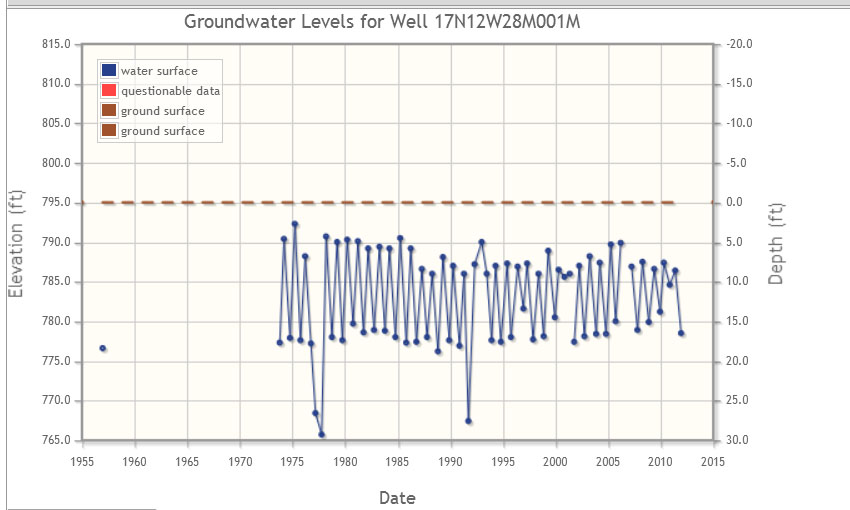 Groundwater Levels for Well 17N12W28M001M
815.0
810.0
805.0
800.0
795.0
790.0
785.0
780.0
775.0
770.0
765.0
Elevation (ft)
water surface
questionable data
ground surface
ground surface
-20.0
-15.0
-10.0
-5.0
0.0
5.0
10.0
15.0
20.0
25.0
30.0
Depth (ft)
1955 1960 1965 1970 1975 1980 1985 1990 1995 2000 2005 2010 2015
Date